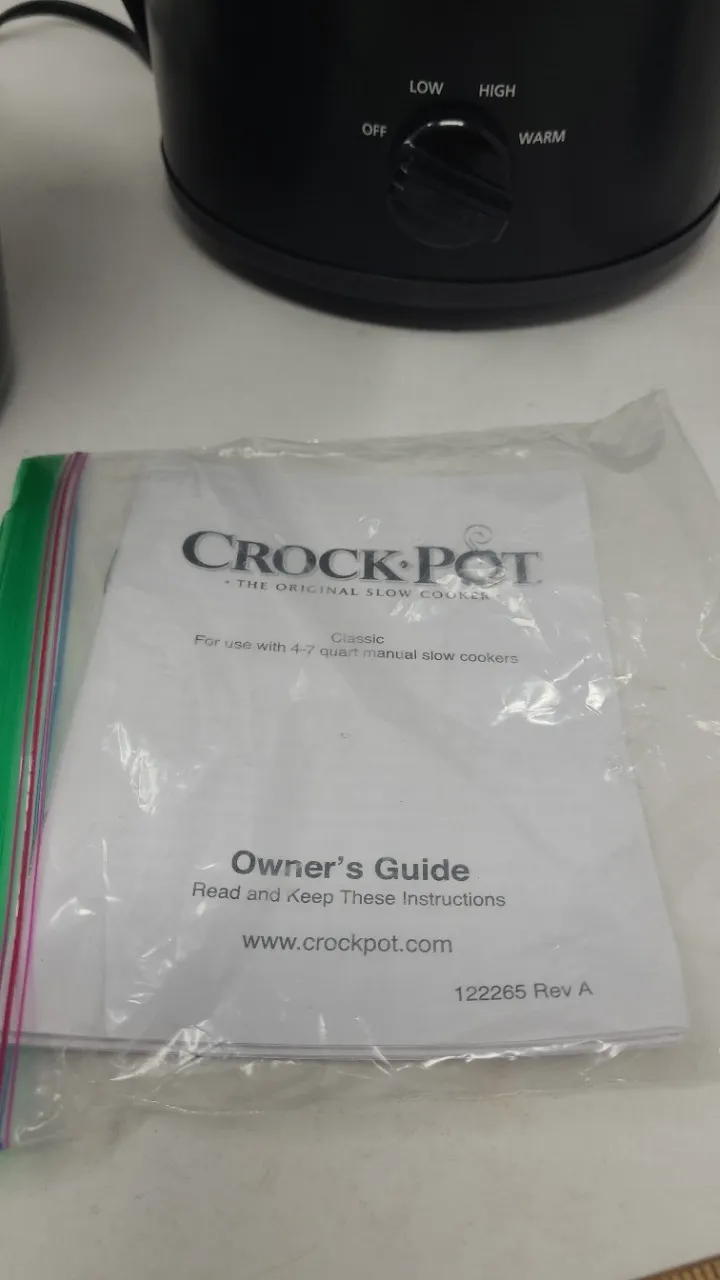 LOW HIGH
OFF WARM
CROCK•POT
• THE ORIGINAL SLOW COOKER •
Classic
For use with 4-7 quart manual slow cookers
Owner's Guide
Read and Keep These Instructions
www.crockpot.com
122265 Rev A